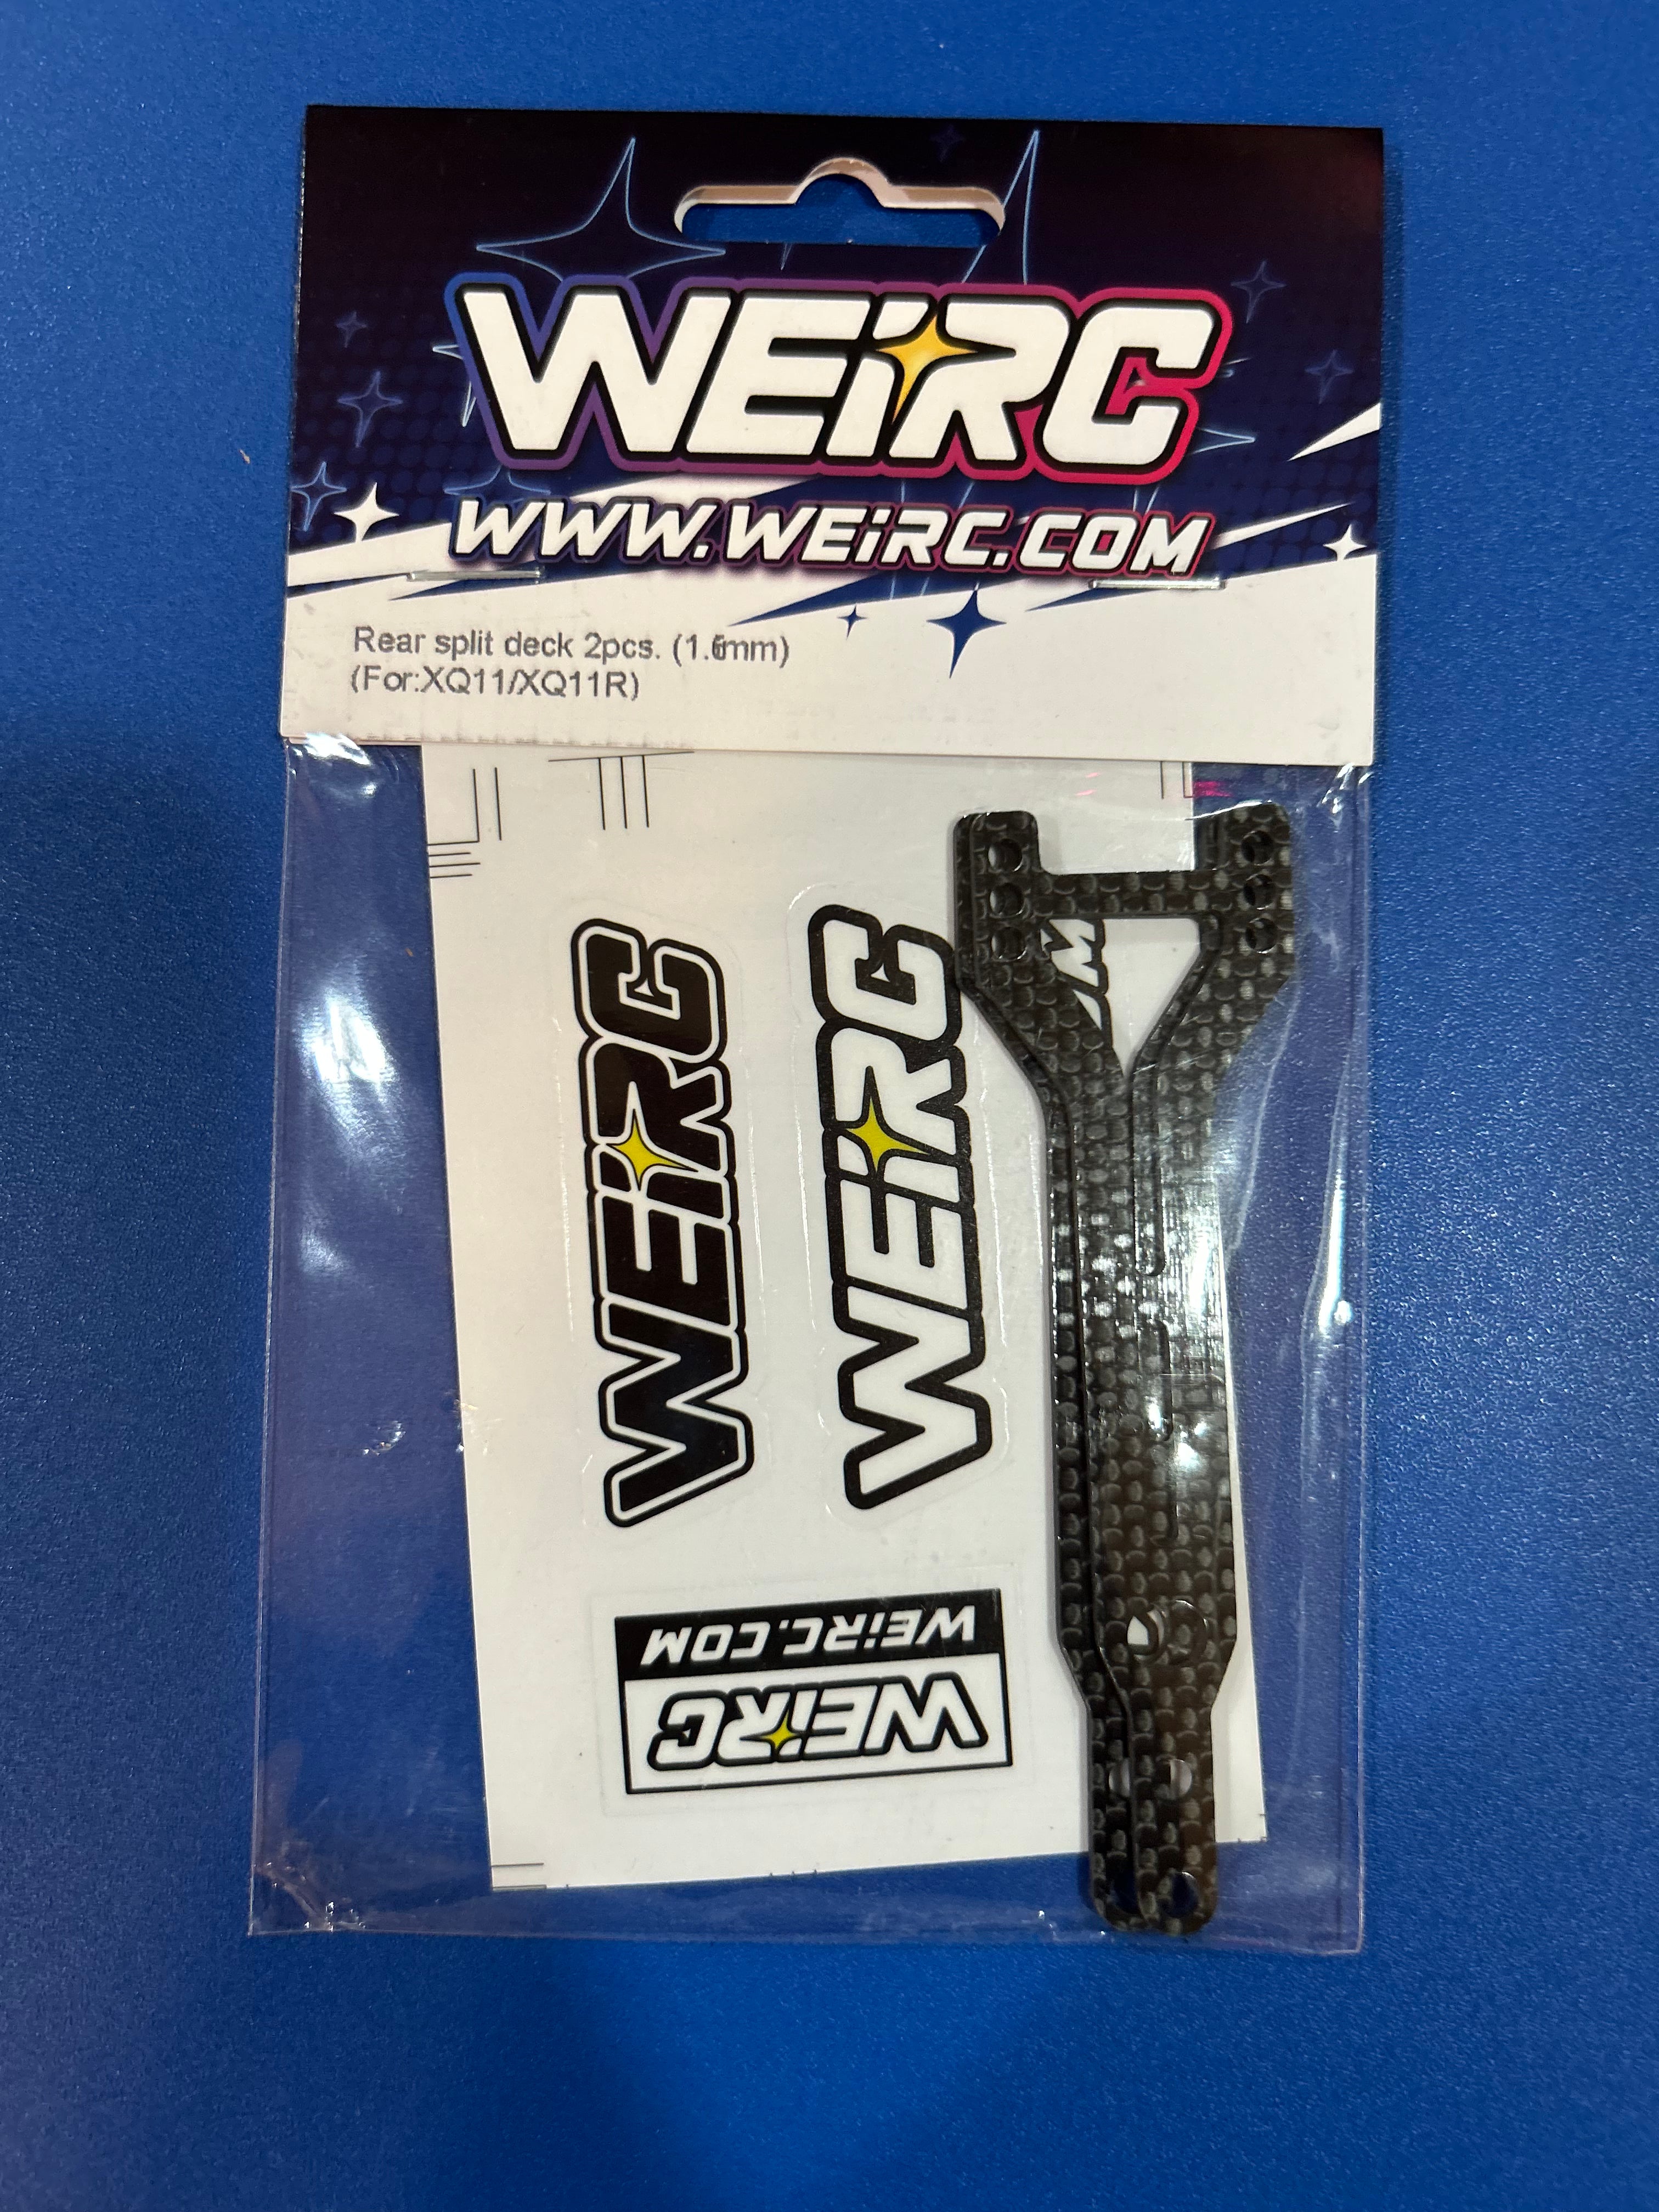 WEiRC
WWW.WEiRC.COM
Rear split deck 2pcs. (1.6mm)
(For:XQ11/XQ11R)
WEiRC
WEiRC
WEiRC.COM
WEiRC